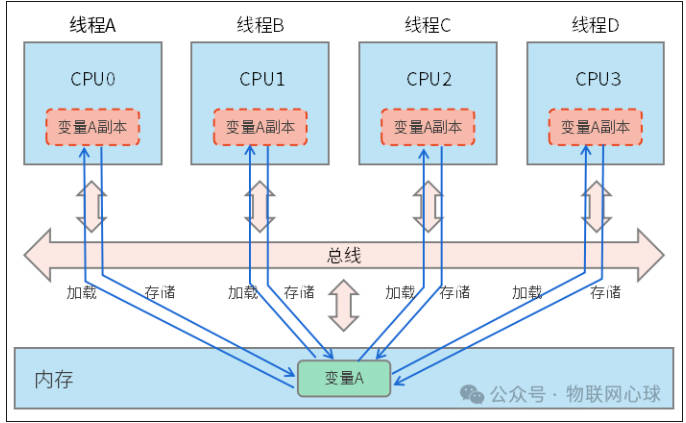 线程A 线程B 线程C 线程D
CPU0 CPU1 CPU2 CPU3
变量A副本 变量A副本 变量A副本 变量A副本
总线
加载 存储 加载 存储 加载 存储 加载 存储
内存 变量A
公众号 · 物联网心球